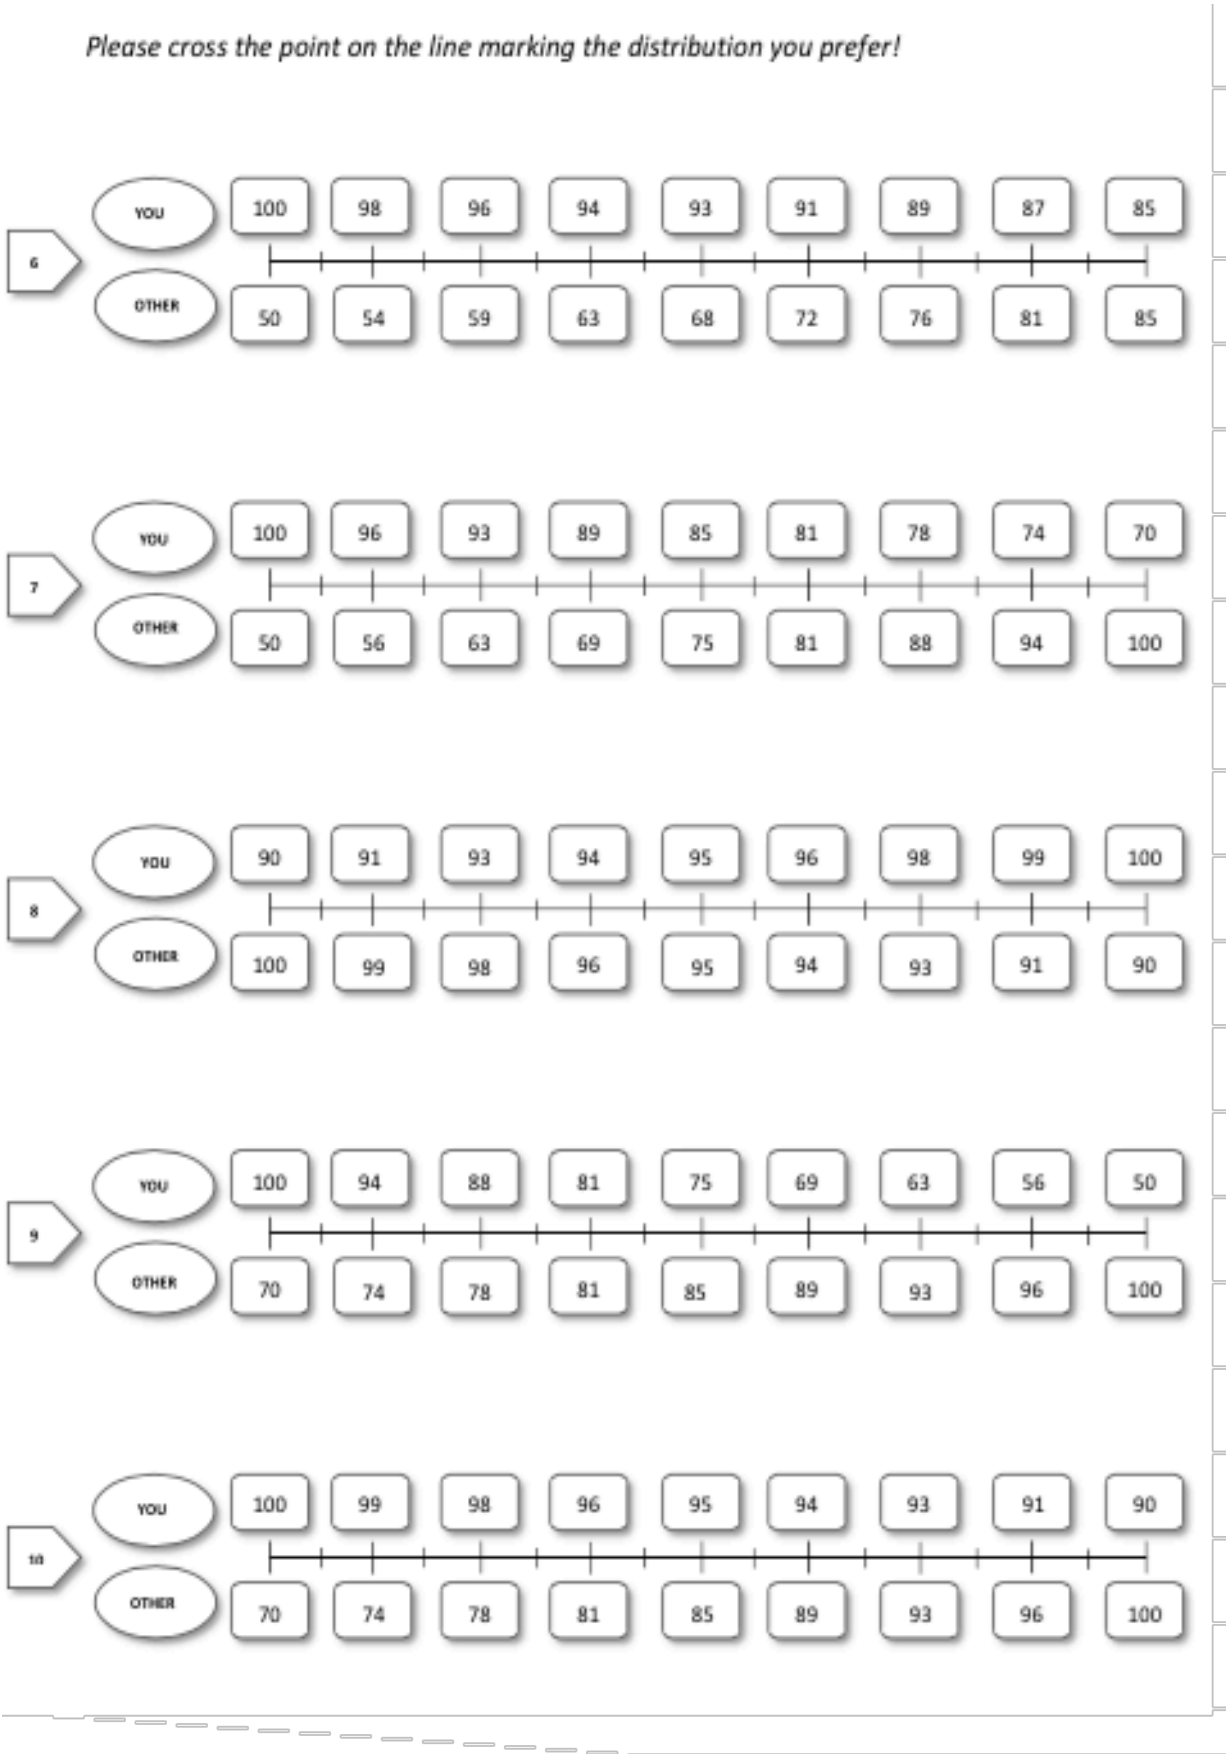 Please cross the point on the line marking the distribution you prefer!
YOU 100 98 96 94 93 91 89 87 85
6
OTHER 50 54 59 63 68 72 76 81 85
YOU 100 96 93 89 85 81 78 74 70
7
OTHER 50 56 63 69 75 81 88 94 100
YOU 90 91 93 94 95 96 98 99 100
8
OTHER 100 99 98 96 95 94 93 91 90
YOU 100 94 88 81 75 69 63 56 50
9
OTHER 70 74 78 81 85 89 93 96 100
YOU 100 99 98 96 95 94 93 91 90
10
OTHER 70 74 78 81 85 89 93 96 100